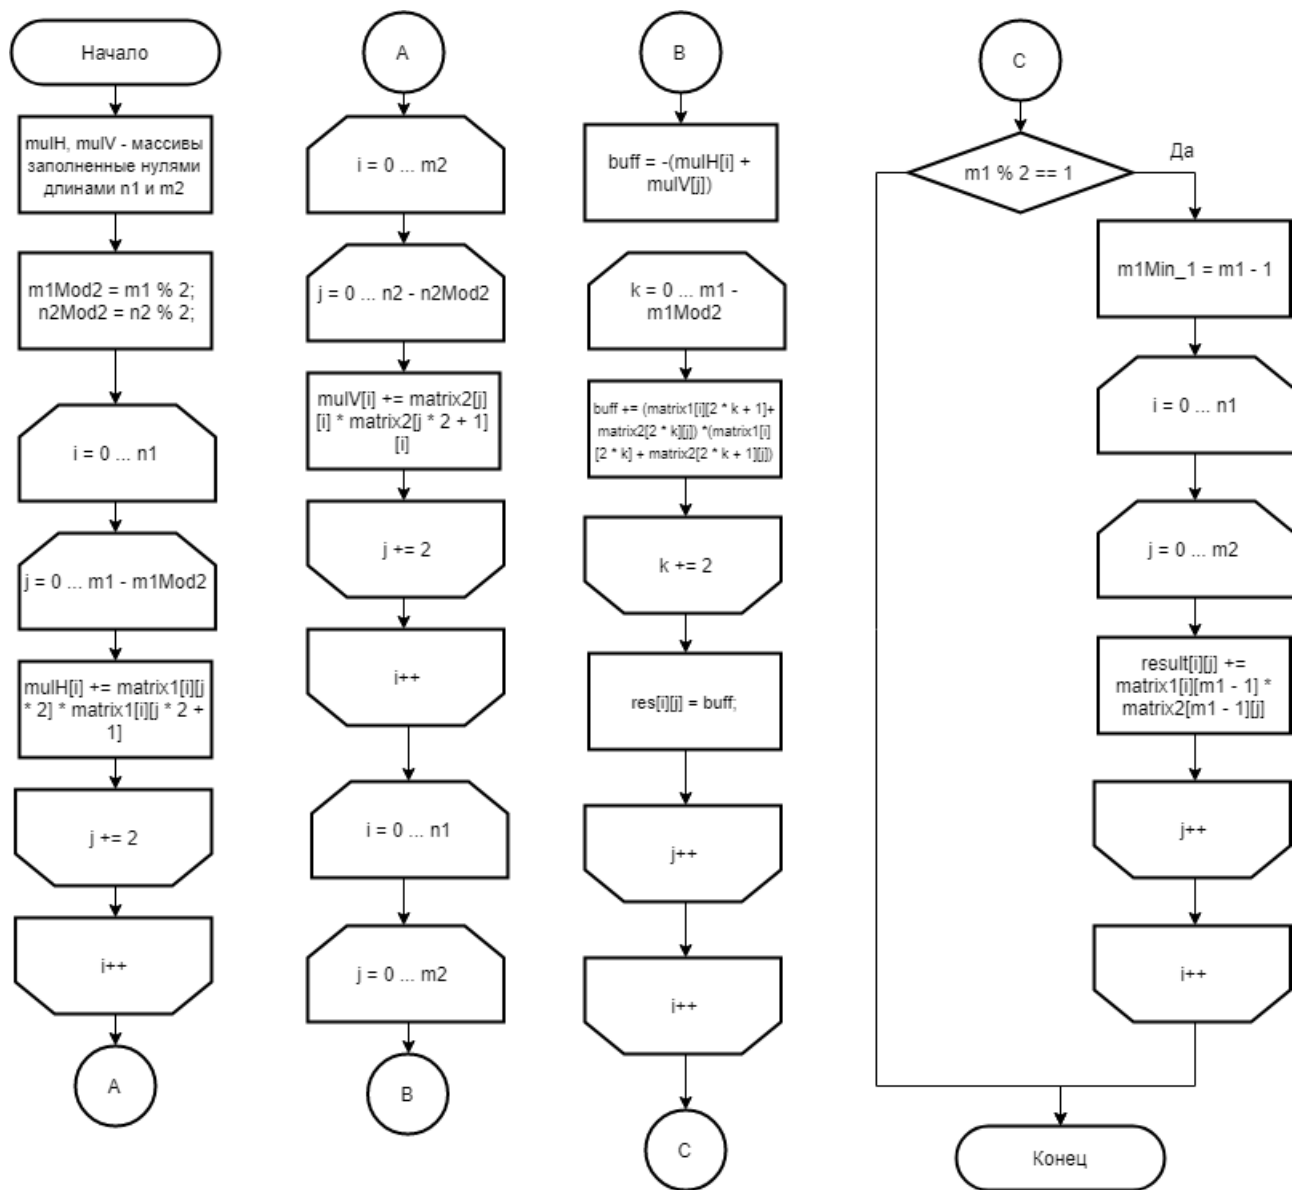 Начало
mulH, mulV - массивы
заполненные нулями
длинами n1 и m2
m1Mod2 = m1 % 2;
n2Mod2 = n2 % 2;
i = 0 ... n1
j = 0 ... m1 - m1Mod2
mulH[i] += matrix1[i][j
* 2] * matrix1[i][j * 2 +
1]
j += 2
i++
A
A
i = 0 ... m2
j = 0 ... n2 - n2Mod2
mulV[i] += matrix2[j]
[i] * matrix2[j * 2 + 1]
[i]
j += 2
i++
i = 0 ... n1
j = 0 ... m2
B
B
buff = -(mulH[i] +
mulV[j])
k = 0 ... m1 -
m1Mod2
buff += (matrix1[i][2 * k + 1]+
matrix2[2 * k][j]) *(matrix1[i]
[2 * k] + matrix2[2 * k + 1][j])
k += 2
res[i][j] = buff;
j++
i++
C
C
m1 % 2 == 1
Да
m1Min_1 = m1 - 1
i = 0 ... n1
j = 0 ... m2
result[i][j] +=
matrix1[i][m1 - 1] *
matrix2[m1 - 1][j]
j++
i++
Конец